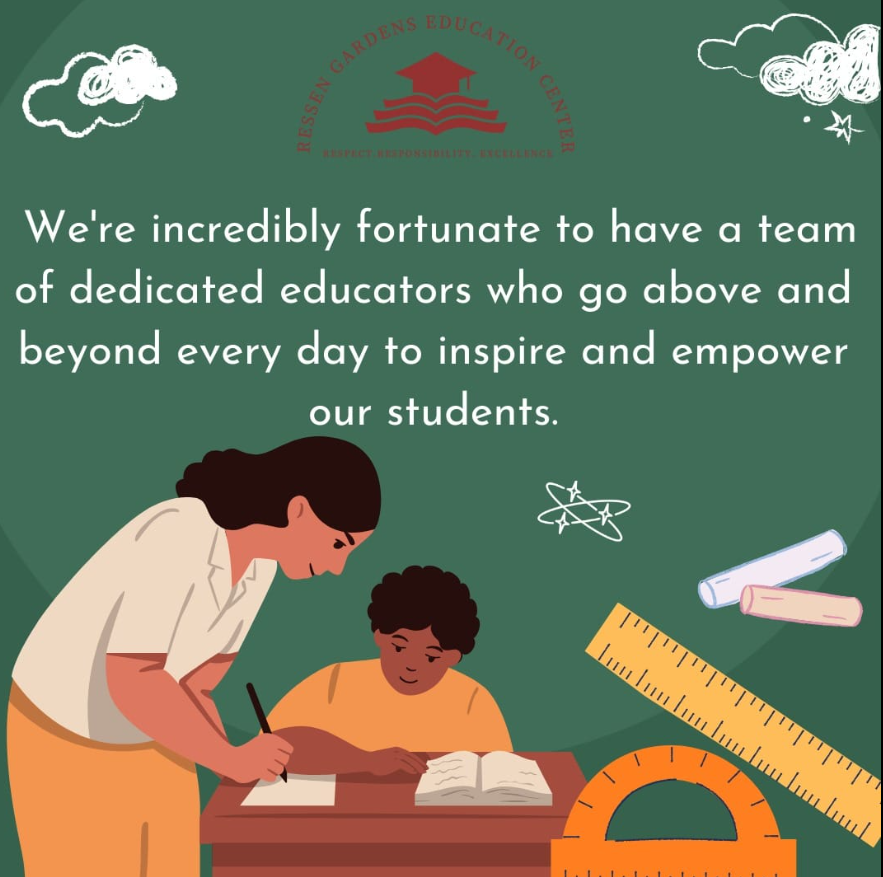 RESSEN GARDENS EDUCATION CENTER
RESPECT, RESPONSIBILITY, EXCELLENCE
We're incredibly fortunate to have a team
of dedicated educators who go above and
beyond every day to inspire and empower
our students.